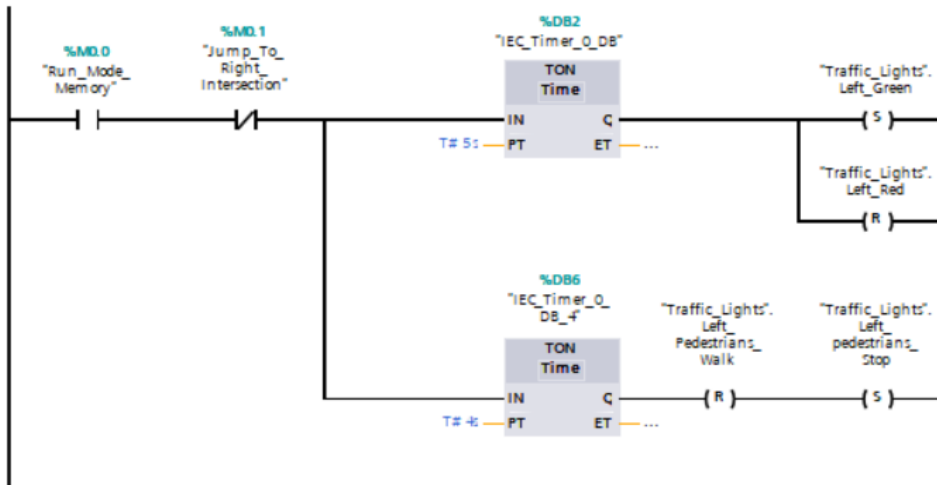 %M0.0
"Run_Mode_
Memory"
%M0.1
"Jump_To_
Right_
Intersection"
%DB2
"IEC_Timer_0_DB"
TON
Time
IN
Q
T# 5s
PT
ET
...
"Traffic_Lights".
Left_Green
S
"Traffic_Lights".
Left_Red
R
%DB6
"IEC_Timer_0_
DB_4"
TON
Time
IN
Q
T# 4s
PT
ET
...
"Traffic_Lights".
Left_
Pedestrians_
Walk
R
"Traffic_Lights".
Left_
pedestrians_
Stop
S